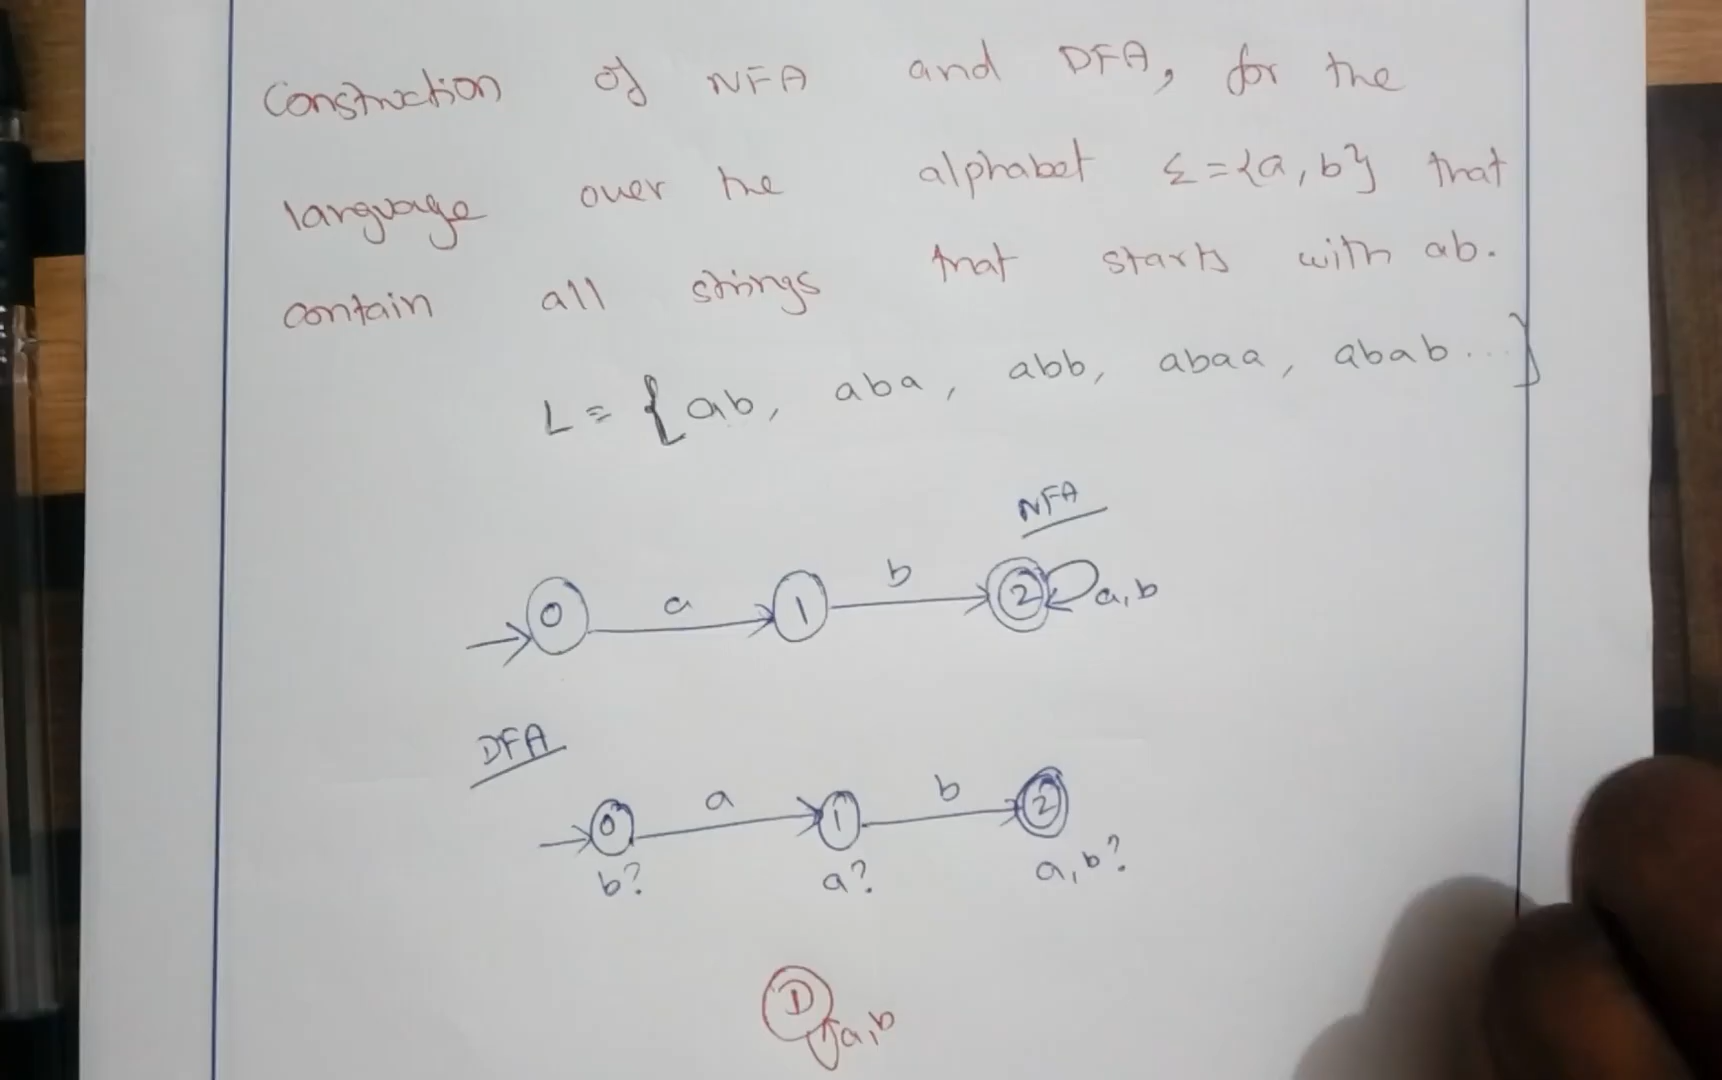 Construction of NFA and DFA, for the
language over the alphabet Σ={a,b} that
contain all strings that starts with ab.
L = {ab, aba, abb, abaa, abab...}
NFA
0 a 1 b 2 a,b
DFA
0 a 1 b 2
b? a? a,b?
D a,b